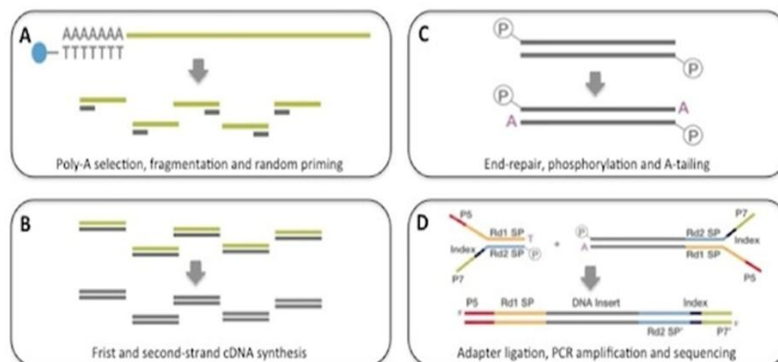 A
AAAAAAA
TTTTTTT
Poly-A selection, fragmentation and random priming
B
Frist and second-strand cDNA synthesis
C
P
P
P
A
A
P
End-repair, phosphorylation and A-tailing
D
P5
Rd1 SP T
Index Rd2 SP P
P7
+
P
A
P7
Rd2 SP
Index
Rd1 SP
P5
P5 Rd1 SP DNA Insert Index
Rd2 SP' P7'
Adapter ligation, PCR amplification and sequencing